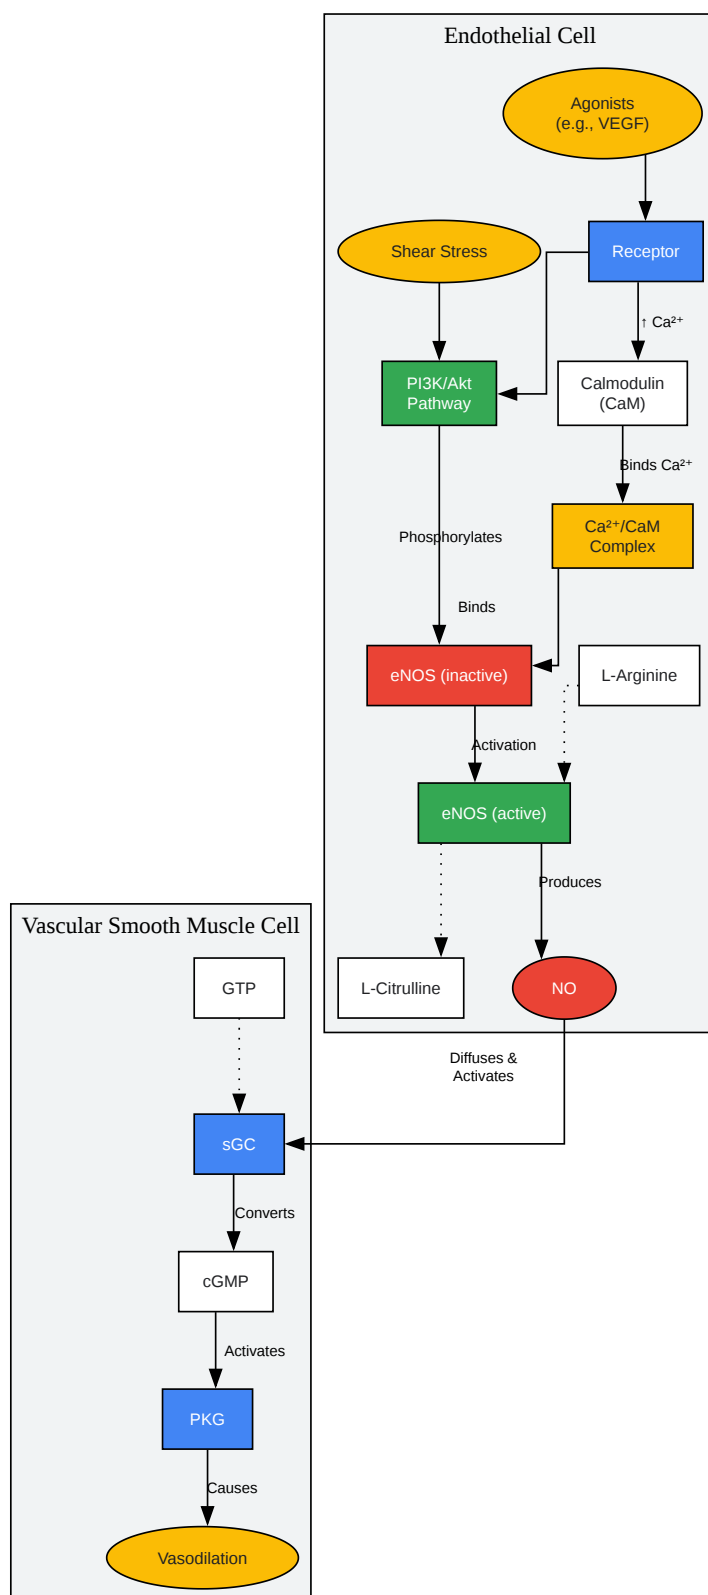 Endothelial Cell
Agonists
(e.g., VEGF)
Shear Stress
Receptor
↑ Ca²⁺
PI3K/Akt
Pathway
Calmodulin
(CaM)
Binds Ca²⁺
Ca²⁺/CaM
Complex
Phosphorylates
Binds
eNOS (inactive)
L-Arginine
Activation
eNOS (active)
Produces
L-Citrulline
NO
Vascular Smooth Muscle Cell
GTP
Diffuses &
Activates
sGC
Converts
cGMP
Activates
PKG
Causes
Vasodilation